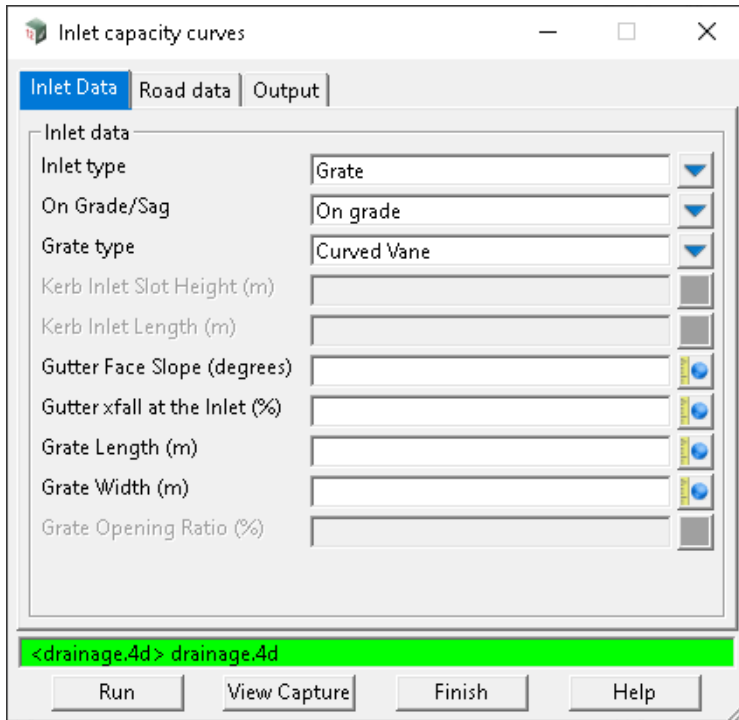 Inlet capacity curves
Inlet Data Road data Output
Inlet data
Inlet type Grate
On Grade/Sag On grade
Grate type Curved Vane
Kerb Inlet Slot Height (m)
Kerb Inlet Length (m)
Gutter Face Slope (degrees)
Gutter xfall at the Inlet (%)
Grate Length (m)
Grate Width (m)
Grate Opening Ratio (%)
<drainage.4d> drainage.4d
Run View Capture Finish Help